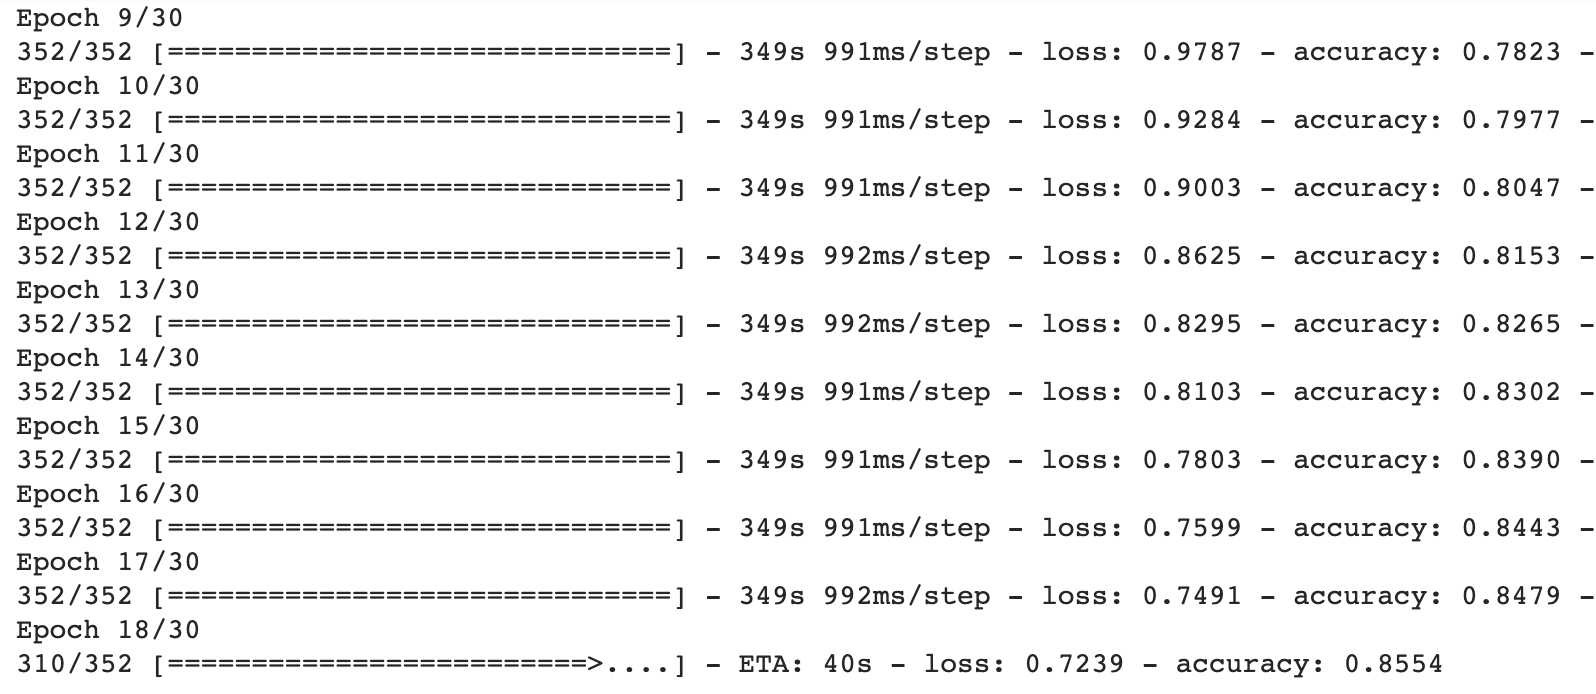 Epoch 9/30
352/352 [==============================] - 349s 991ms/step - loss: 0.9787 - accuracy: 0.7823 -
Epoch 10/30
352/352 [==============================] - 349s 991ms/step - loss: 0.9284 - accuracy: 0.7977 -
Epoch 11/30
352/352 [==============================] - 349s 991ms/step - loss: 0.9003 - accuracy: 0.8047 -
Epoch 12/30
352/352 [==============================] - 349s 992ms/step - loss: 0.8625 - accuracy: 0.8153 -
Epoch 13/30
352/352 [==============================] - 349s 992ms/step - loss: 0.8295 - accuracy: 0.8265 -
Epoch 14/30
352/352 [==============================] - 349s 991ms/step - loss: 0.8103 - accuracy: 0.8302 -
Epoch 15/30
352/352 [==============================] - 349s 991ms/step - loss: 0.7803 - accuracy: 0.8390 -
Epoch 16/30
352/352 [==============================] - 349s 991ms/step - loss: 0.7599 - accuracy: 0.8443 -
Epoch 17/30
352/352 [==============================] - 349s 992ms/step - loss: 0.7491 - accuracy: 0.8479 -
Epoch 18/30
310/352 [=========================>....] - ETA: 40s - loss: 0.7239 - accuracy: 0.8554